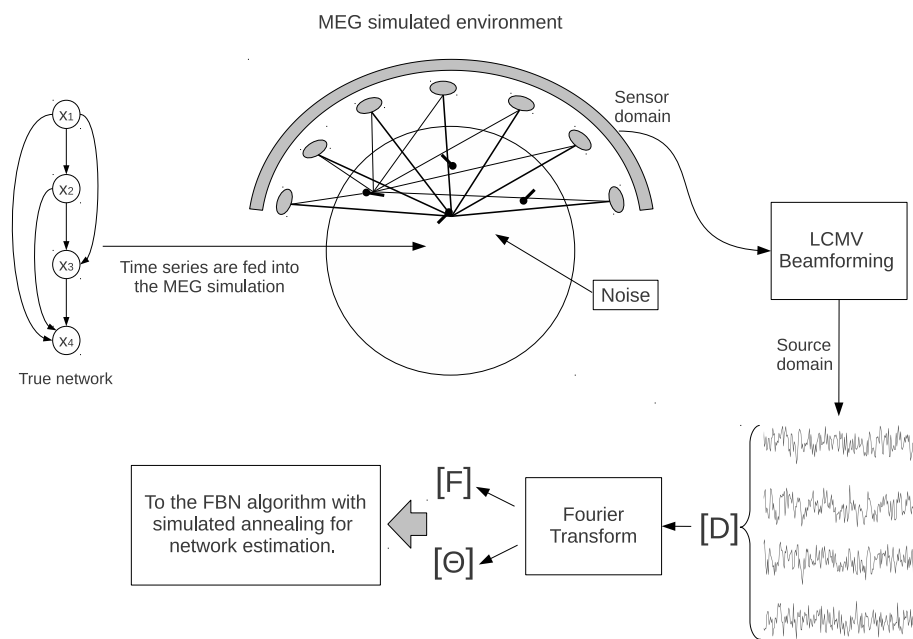 MEG simulated environment
Sensor
domain
X1
X2
X3
X4
True network
Time series are fed into
the MEG simulation
Noise
LCMV
Beamforming
Source
domain
[D]
Fourier
Transform
[F]
[Θ]
To the FBN algorithm with
simulated annealing for
network estimation.